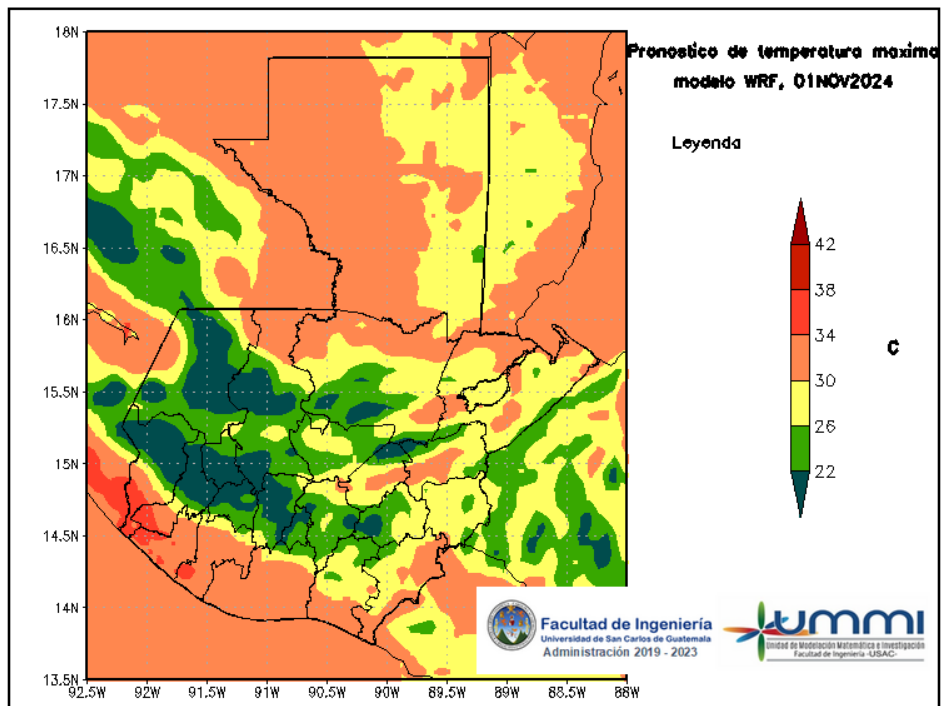 Pronostico de temperatura maxima
modelo WRF, 01NOV2024
Leyenda
18N
17.5N
17N
16.5N
16N
15.5N
15N
14.5N
14N
13.5N
92.5W 92W 91.5W 91W 90.5W 90W 89.5W 89W 88.5W 88W
42
38
34
30
26
22
C
Facultad de Ingeniería
Universidad de San Carlos de Guatemala
Administración 2019 - 2023
ummi
Unidad de Modelación Matemática e Investigación
Facultad de Ingeniería -USAC-